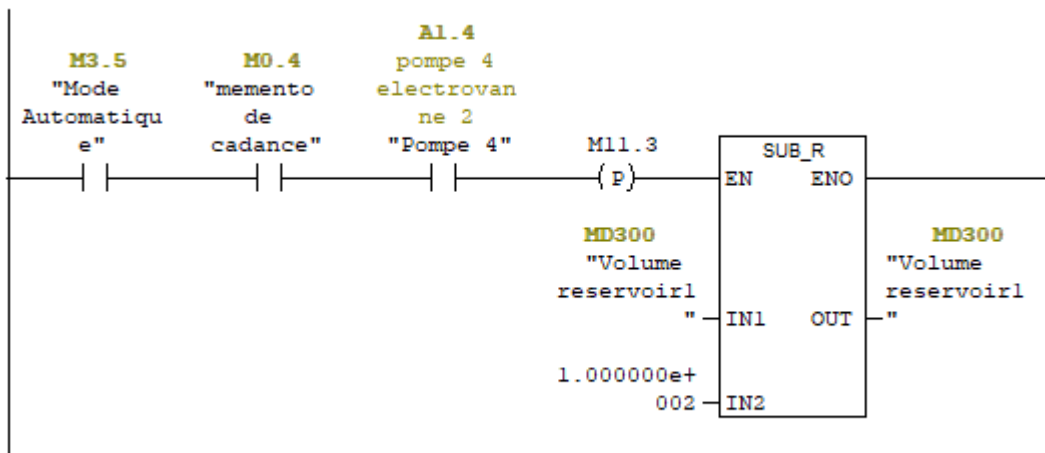 A1.4
M3.5 M0.4 pompe 4
"Mode "memento electrovan
Automatiqu de ne 2
e" cadance" "Pompe 4" M11.3 SUB_R
( P ) EN ENO
MD300 MD300
"Volume "Volume
reservoir1 reservoir1
" IN1 OUT "
1.000000e+
002 IN2